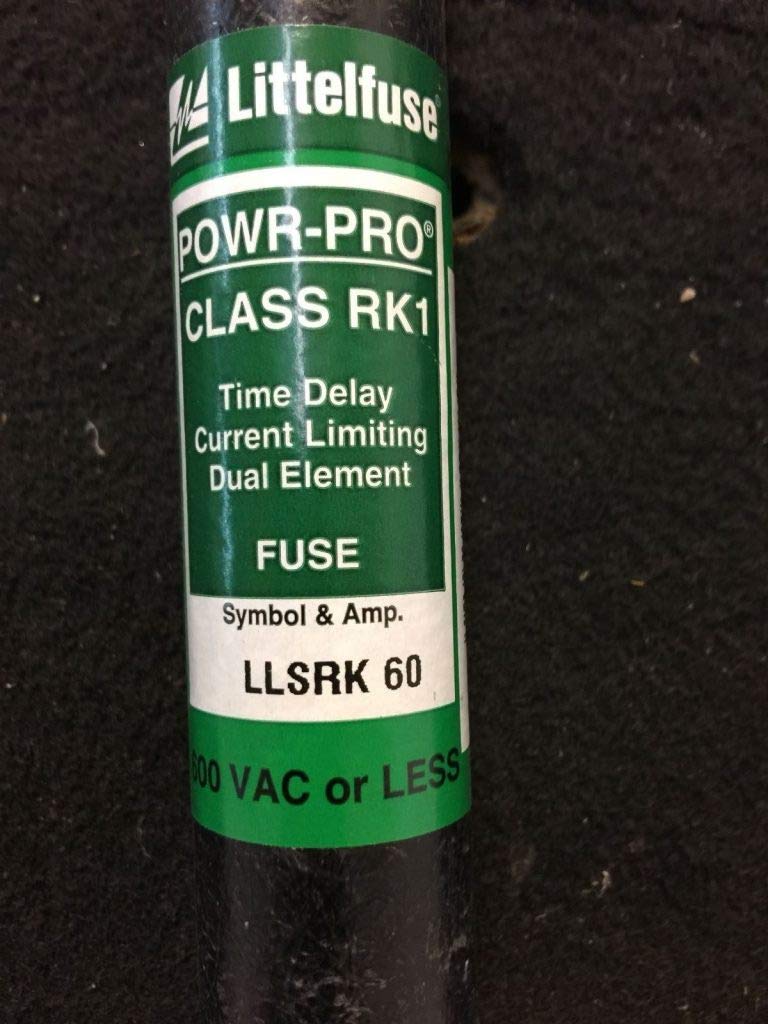 Littelfuse®
POWR-PRO®
CLASS RK1
Time Delay
Current Limiting
Dual Element
FUSE
Symbol & Amp.
LLSRK 60
600 VAC or LESS